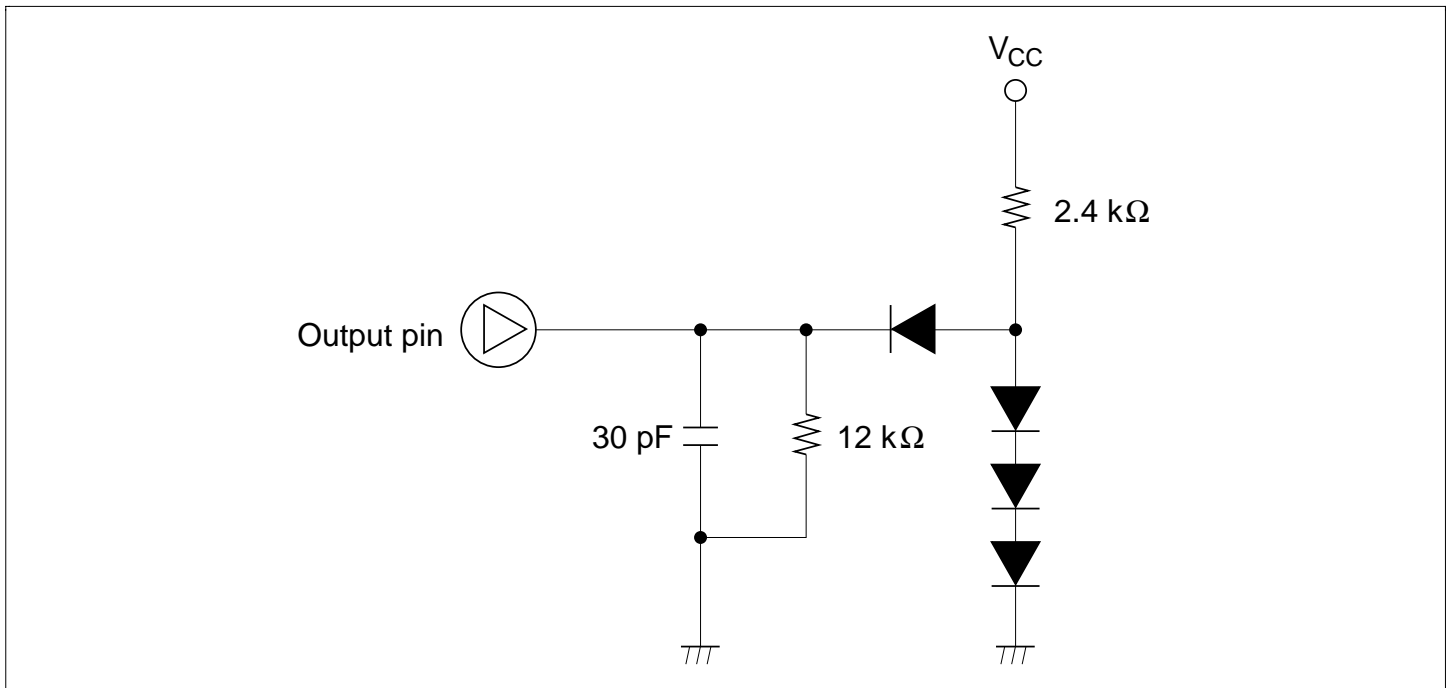 VCC
2.4 kΩ
Output pin
30 pF
12 kΩ